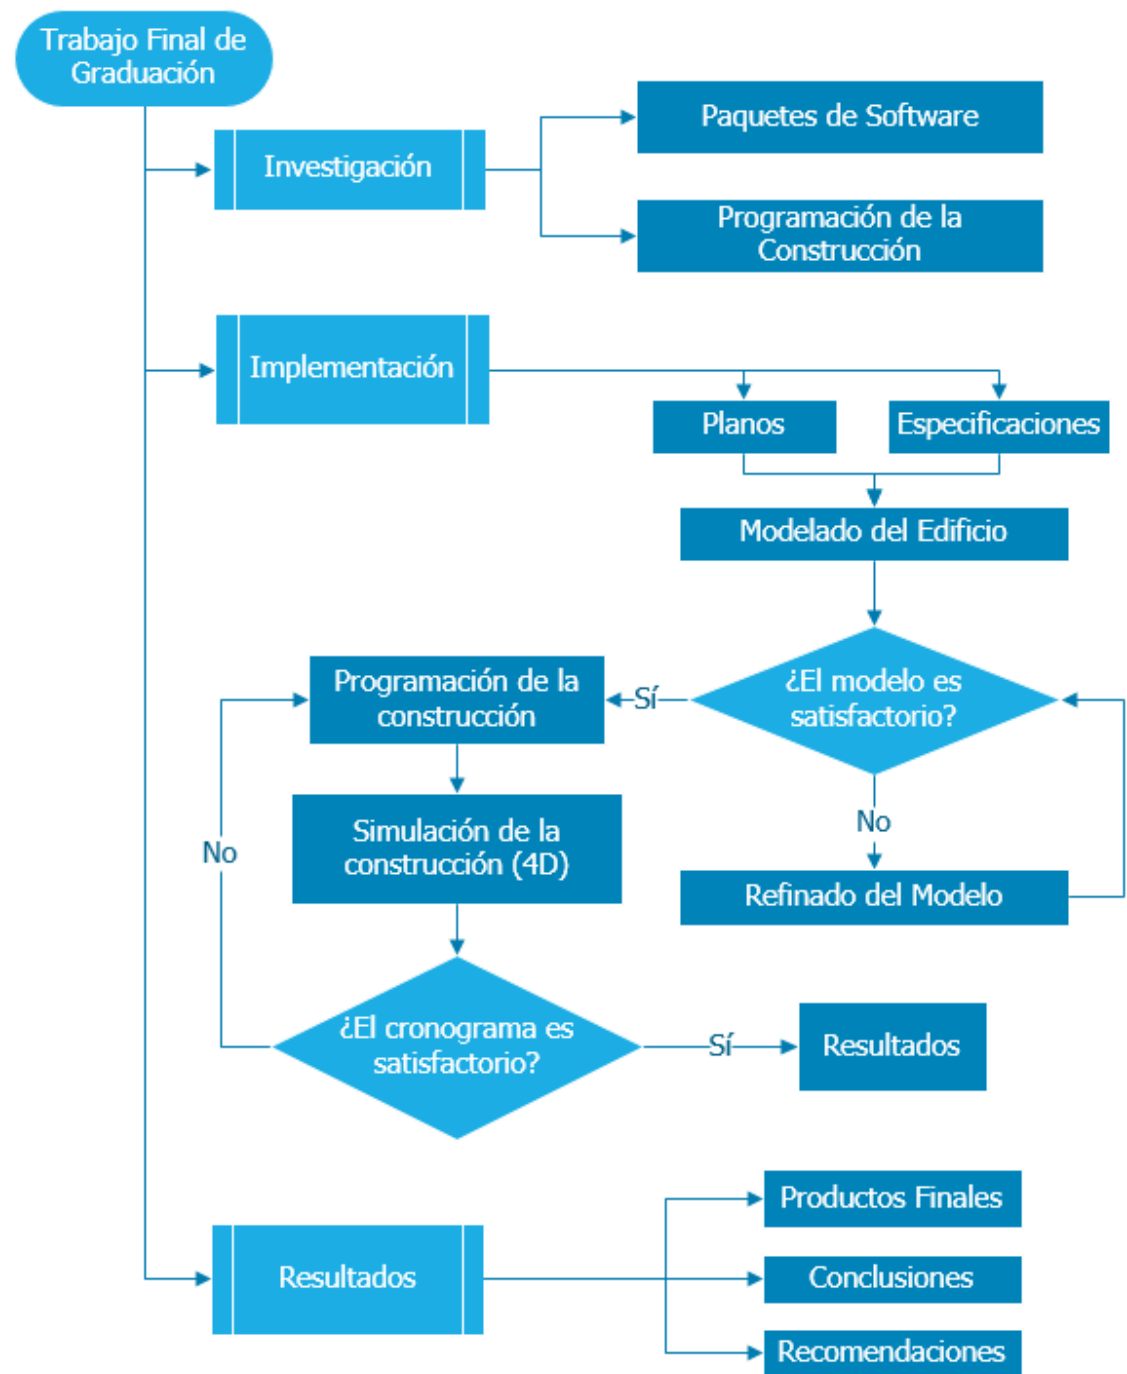 Trabajo Final de
Graduación
Paquetes de Software
Investigación
Programación de la
Construcción
Implementación
Planos
Especificaciones
Modelado del Edificio
¿El modelo es
satisfactorio?
Sí
Programación de la
construcción
No
Refinado del Modelo
Simulación de la
construcción (4D)
No
¿El cronograma es
satisfactorio?
Sí
Resultados
Productos Finales
Resultados
Conclusiones
Recomendaciones